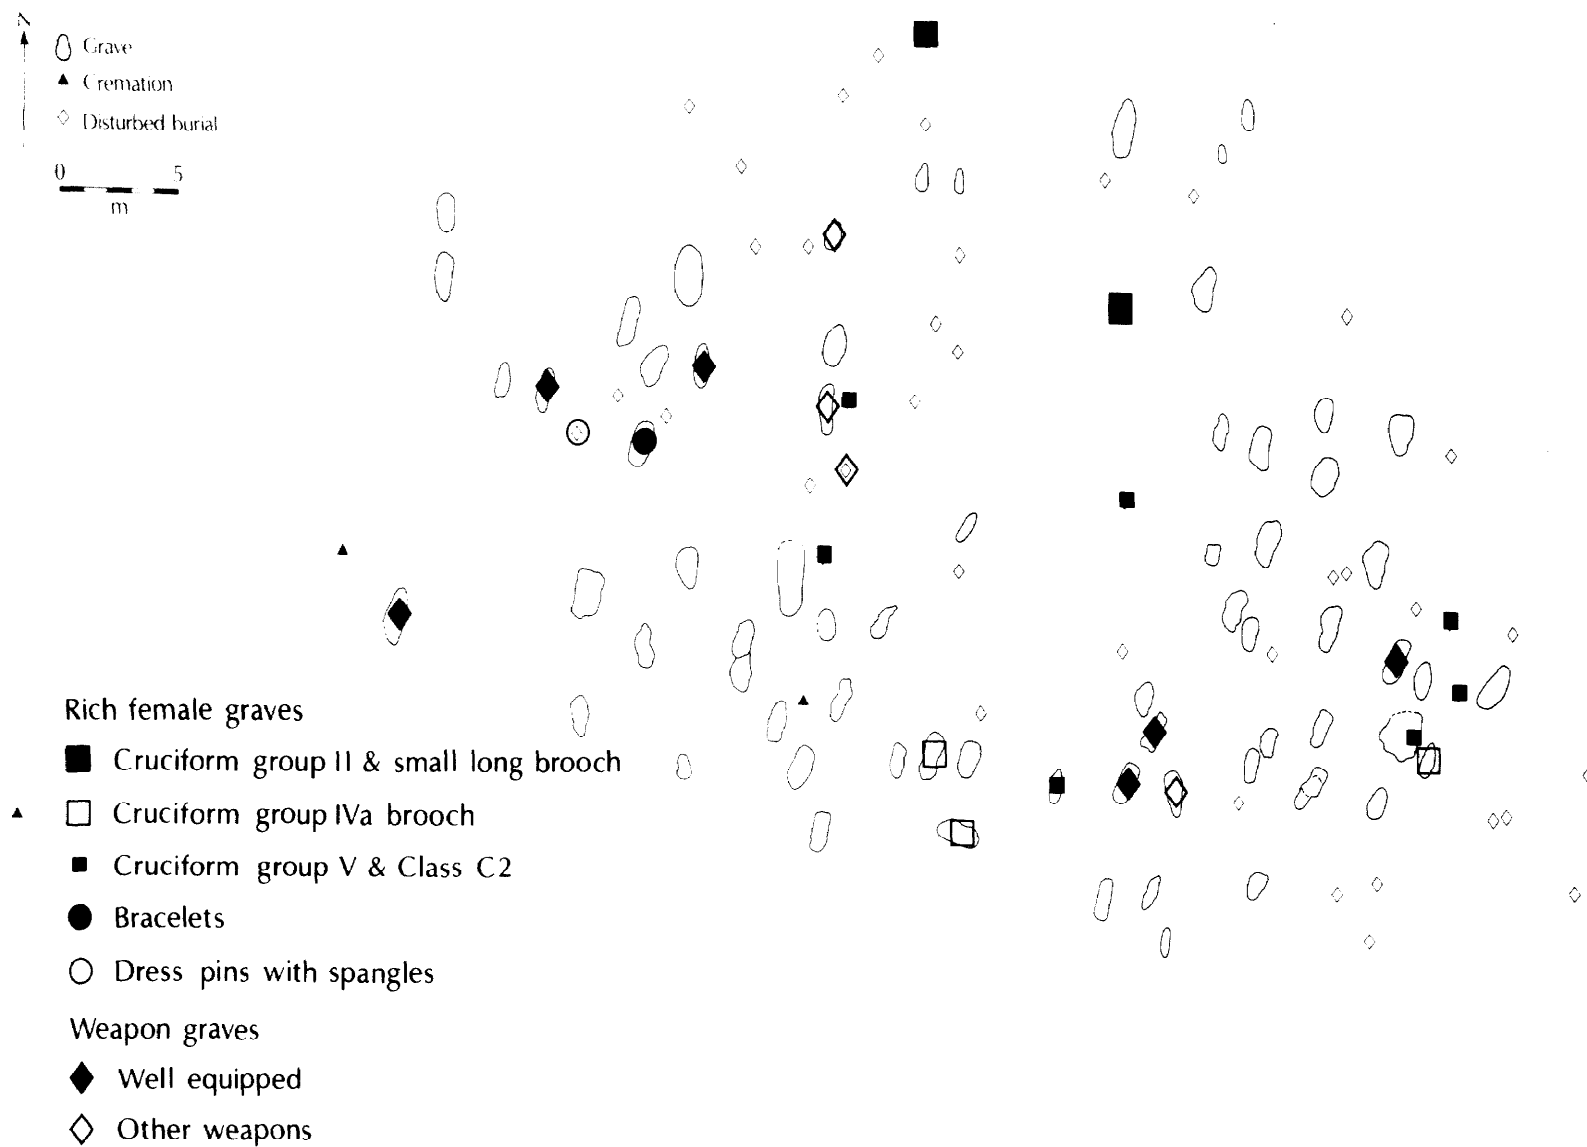 N
Grave
Cremation
Disturbed burial
0 5
m
Rich female graves
Cruciform group II & small long brooch
Cruciform group IVa brooch
Cruciform group V & Class C2
Bracelets
Dress pins with spangles
Weapon graves
Well equipped
Other weapons